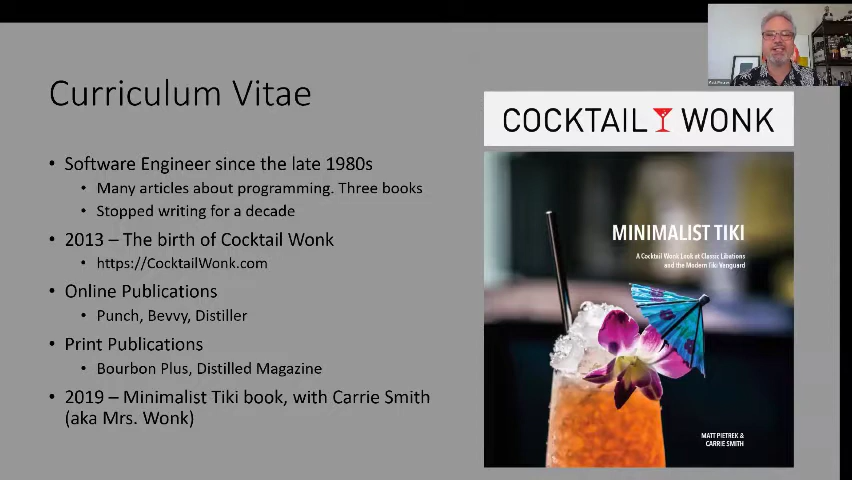 Curriculum Vitae
• Software Engineer since the late 1980s
• Many articles about programming. Three books
• Stopped writing for a decade
• 2013 – The birth of Cocktail Wonk
• https://CocktailWonk.com
• Online Publications
• Punch, Bevvy, Distiller
• Print Publications
• Bourbon Plus, Distilled Magazine
• 2019 – Minimalist Tiki book, with Carrie Smith
(aka Mrs. Wonk)
COCKTAIL WONK
MINIMALIST TIKI
A Cocktail Wonk Look at Classic Libations
and the Modern Tiki Vanguard
MATT PIETREK &
CARRIE SMITH